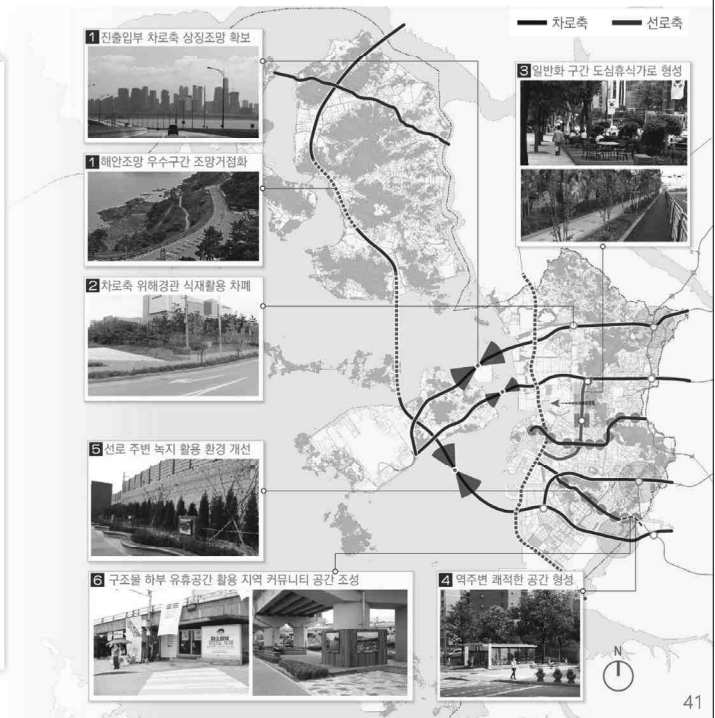 차로축
선로축
1 진출입부 차로축 상징조망 확보
3 일반화 구간 도심휴식가로 형성
1 해안조망 우수구간 조망거점화
2 차로축 위해경관 식재활용 차폐
5 선로 주변 녹지 활용 환경 개선
6 구조물 하부 유휴공간 활용 지역 커뮤니티 공간 조성
4 역주변 쾌적한 공간 형성
N
41